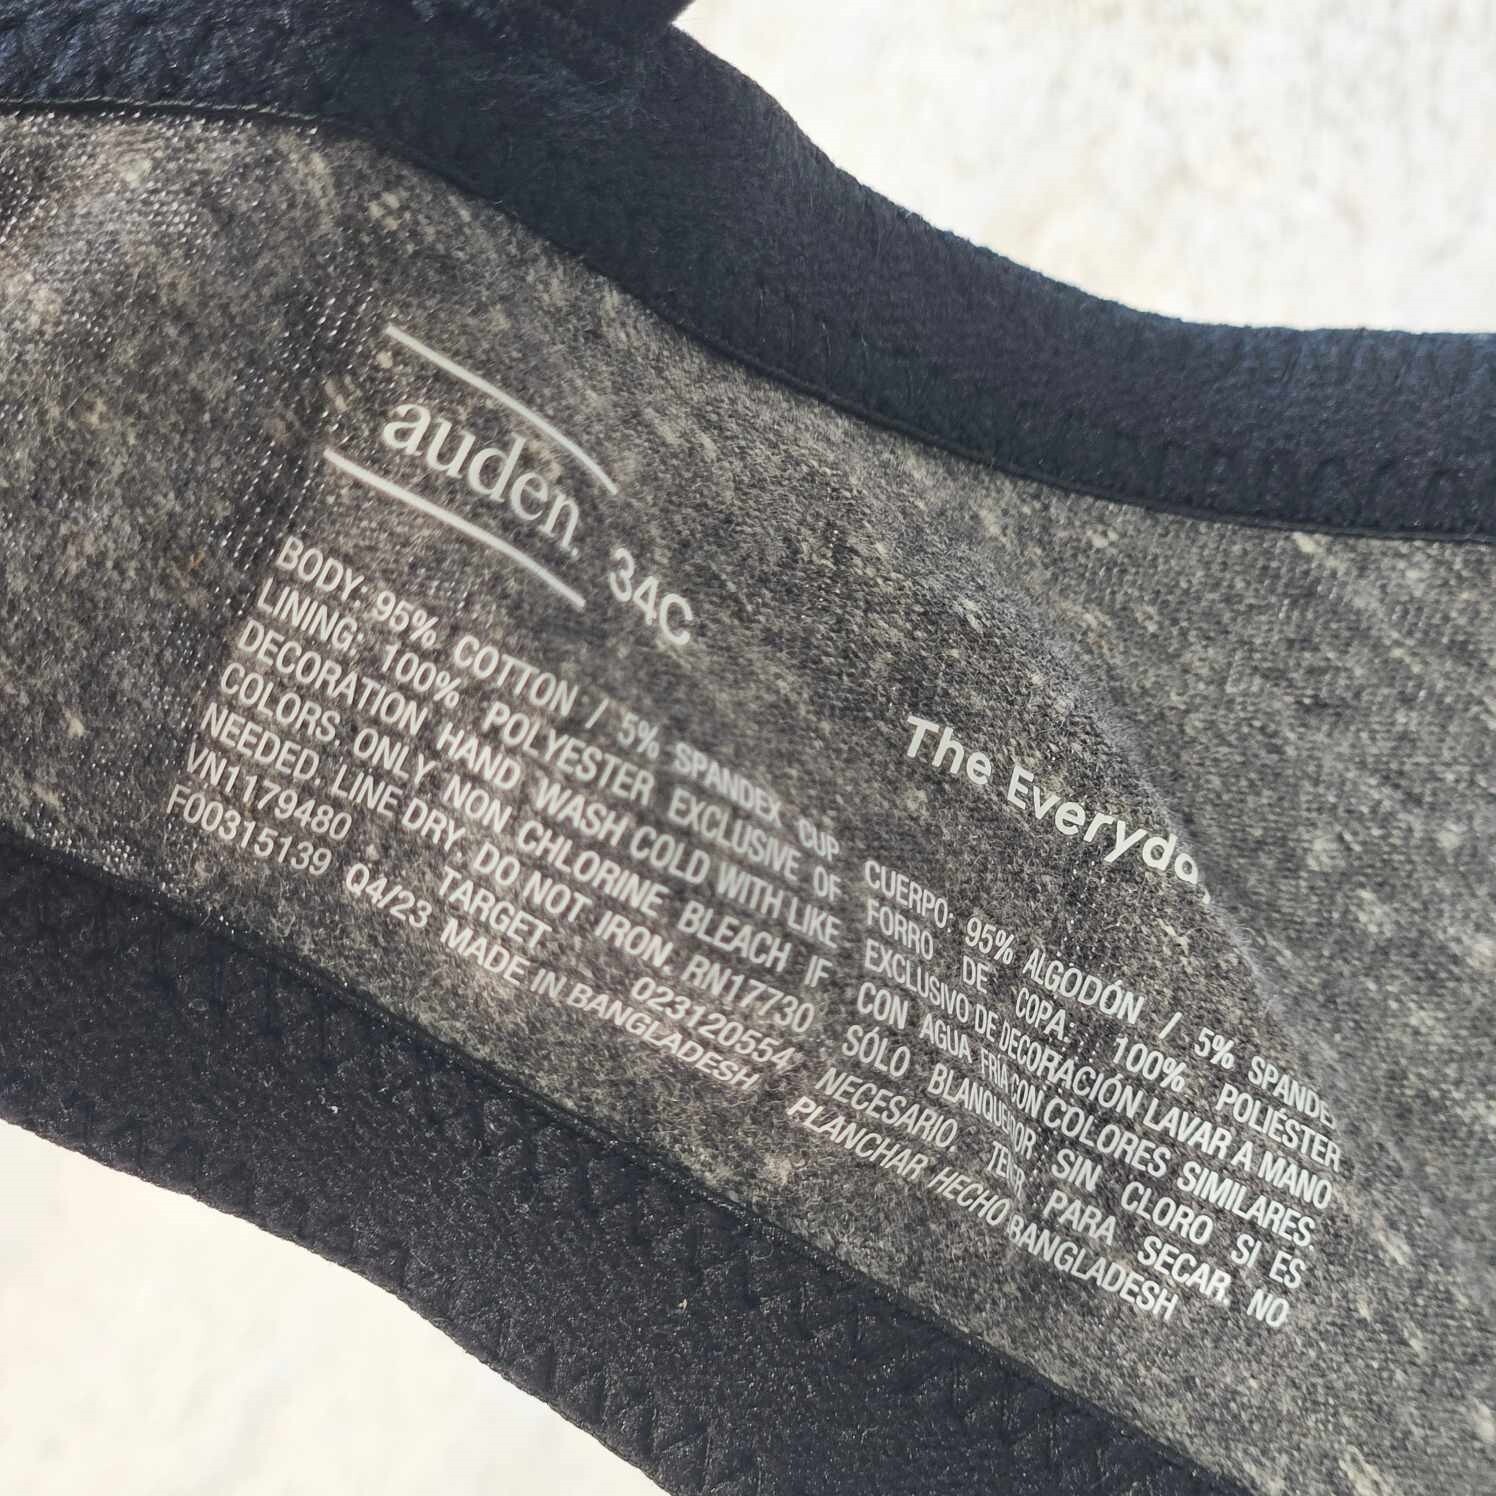 auden.
34C
BODY: 95% COTTON / 5% SPANDEX CUP
LINING: 100% POLYESTER EXCLUSIVE OF
DECORATION HAND WASH COLD WITH LIKE
COLORS. ONLY NON CHLORINE BLEACH IF
NEEDED. LINE DRY. DO NOT IRON. RN17730
VN1179480 TARGET 023120554
F00315139 Q4/23 MADE IN BANGLADESH
The Everyda
CUERPO: 95% ALGODÓN / 5% SPANDE
FORRO DE COPA: 100% POLIÉSTER
EXCLUSIVO DE DECORACIÓN LAVAR A MANO
CON AGUA FRÍA CON COLORES SIMILARES.
SÓLO BLANQUEADOR SIN CLORO SI ES
NECESARIO TENDER PARA SECAR. NO
PLANCHAR HECHO BANGLADESH